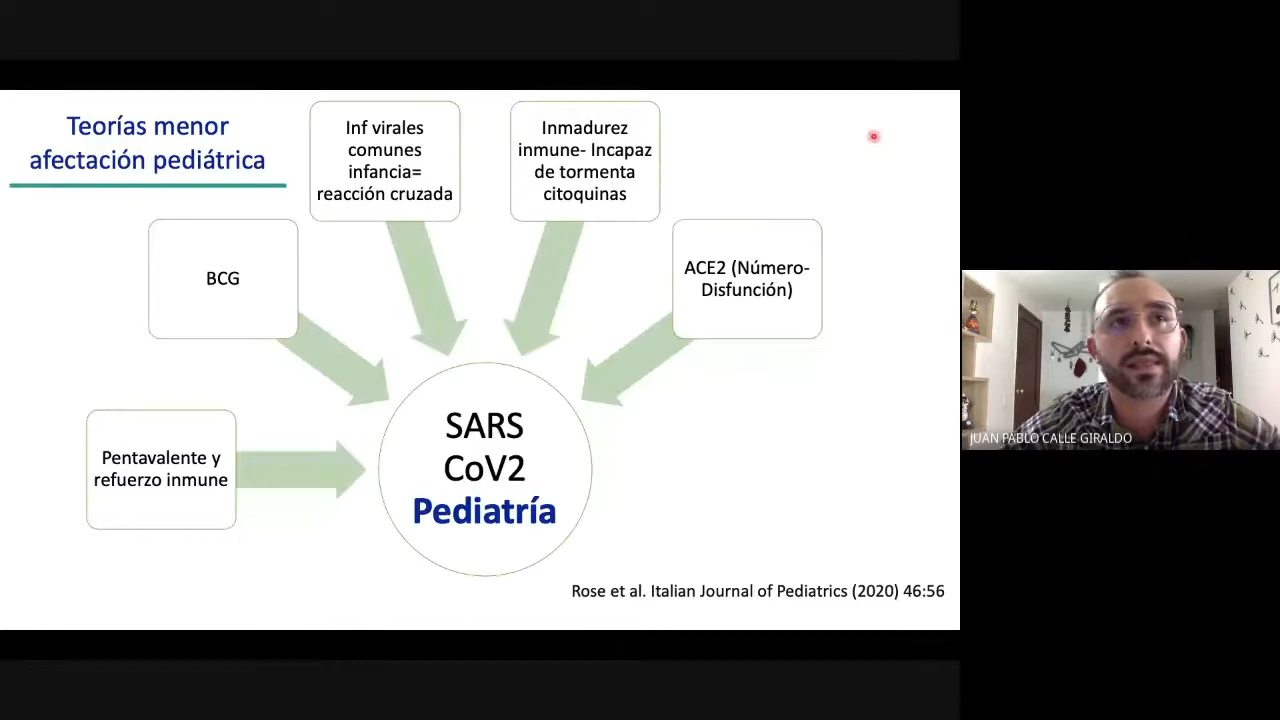 Teorías menor
afectación pediátrica
Inf virales
comunes
infancia=
reacción cruzada
Inmadurez
inmune- Incapaz
de tormenta
citoquinas
BCG
ACE2 (Número-
Disfunción)
Pentavalente y
refuerzo inmune
SARS
CoV2
Pediatría
Rose et al. Italian Journal of Pediatrics (2020) 46:56
JUAN PABLO CALLE GIRALDO